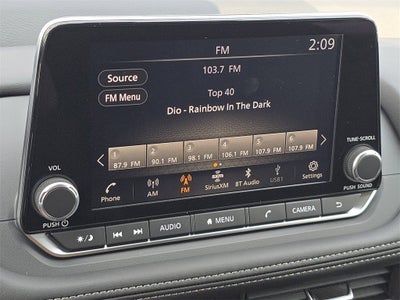 FM
2:09
Source
103.7 FM
FM Menu
Top 40
Dio - Rainbow In The Dark
1 2 3 4 5 6
87.9 FM 90.1 FM 98.1 FM 106.1 FM 107.9 FM 107.9 FM
VOL
TUNE•SCROLL
Phone AM FM SiriusXM BT Audio USB1 Settings
PUSH
PUSH SOUND
AUDIO MENU CAMERA